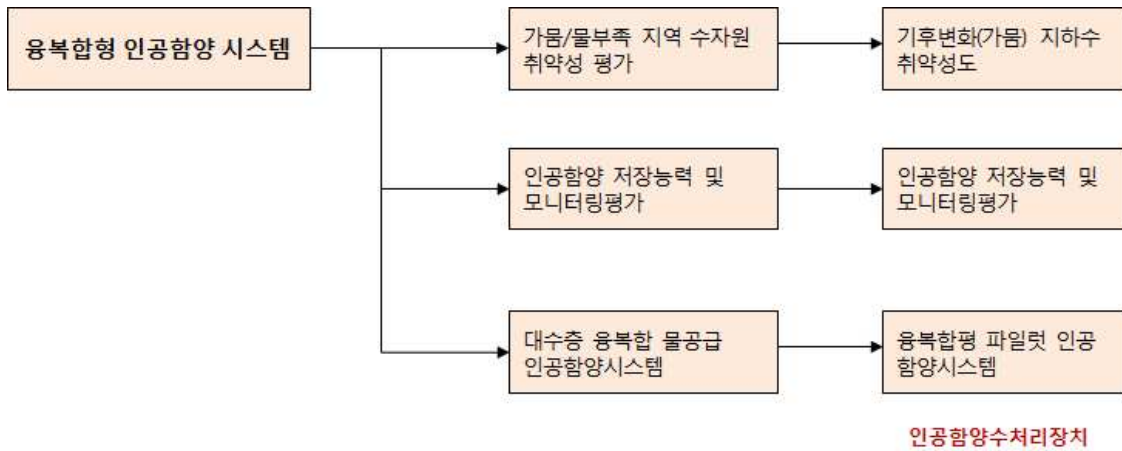 융복합형 인공함양 시스템
가뭄/물부족 지역 수자원
취약성 평가
기후변화(가뭄) 지하수
취약성도
인공함양 저장능력 및
모니터링평가
인공함양 저장능력 및
모니터링평가
대수층 융복합 물공급
인공함양시스템
융복합평 파일럿 인공
함양시스템
인공함양수처리장치